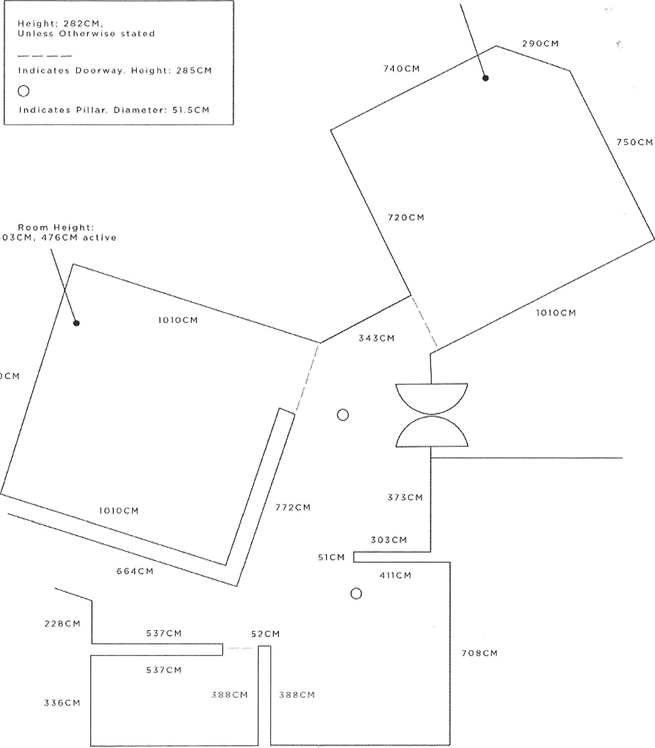 Height: 282CM,
Unless Otherwise stated
Indicates Doorway. Height: 285CM
Indicates Pillar. Diameter: 51.5CM
290CM
740CM
750CM
720CM
Room Height:
03CM, 476CM active
1010CM
1010CM
343CM
0CM
373CM
1010CM
772CM
303CM
51CM
664CM
411CM
228CM
537CM
52CM
708CM
537CM
336CM
388CM
388CM